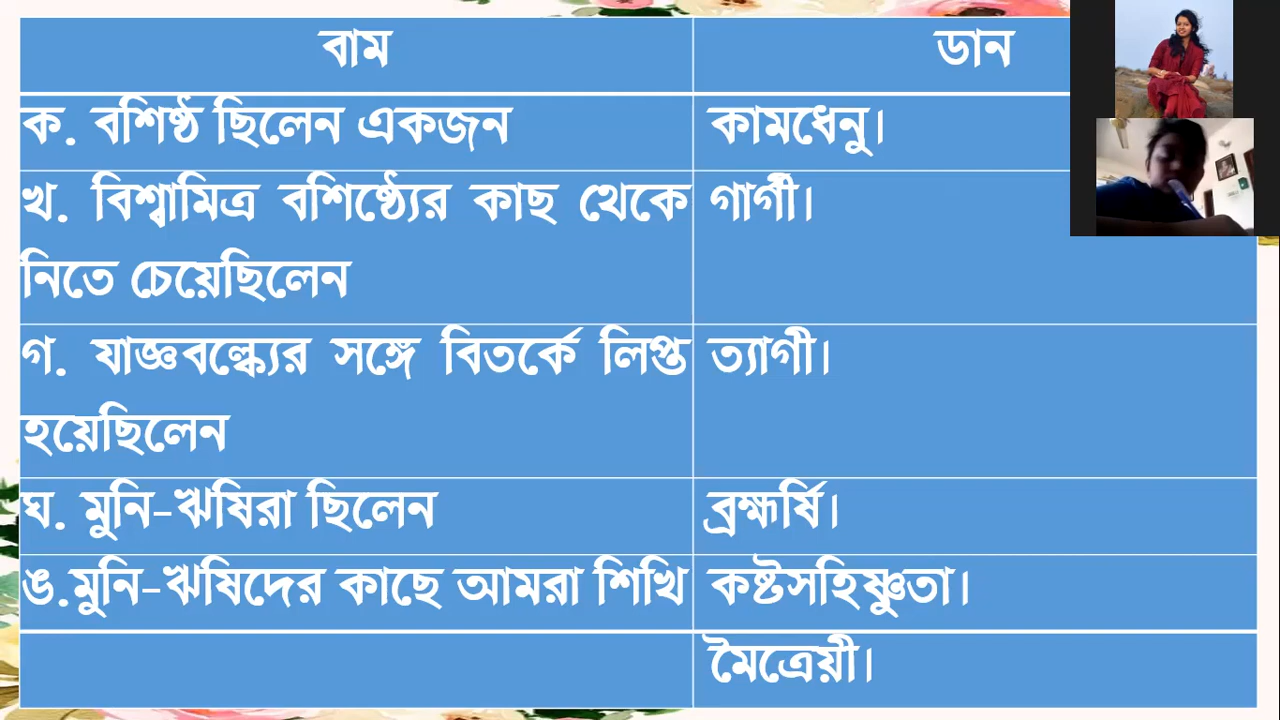 বাম ডান
ক. বশিষ্ঠ ছিলেন একজন কামধেনু।
খ. বিশ্বামিত্র বশিষ্ঠ্যের কাছ থেকে গার্গী।
নিতে চেয়েছিলেন
গ. যাজ্ঞবল্ক্যের সঙ্গে বিতর্কে লিপ্ত ত্যাগী।
হয়েছিলেন
ঘ. মুনি-ঋষিরা ছিলেন ব্রহ্মর্ষি।
ঙ.মুনি-ঋষিদের কাছে আমরা শিখি কষ্টসহিষ্ণুতা।
মৈত্রেয়ী।